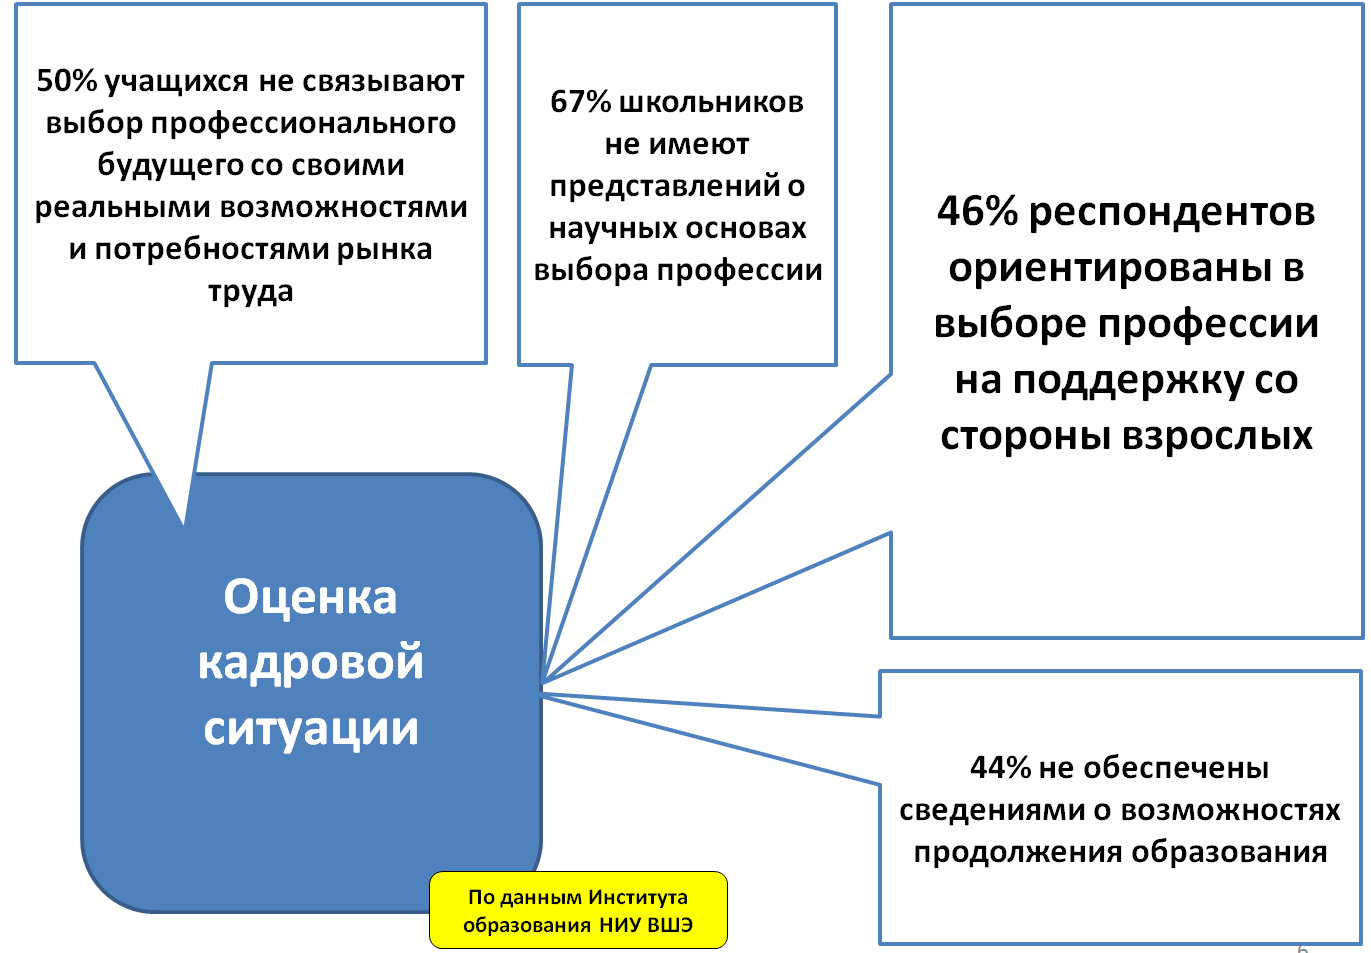 50% учащихся не связывают
выбор профессионального
будущего со своими
реальными возможностями
и потребностями рынка
труда
67% школьников
не имеют
представлений о
научных основах
выбора профессии
46% респондентов
ориентированы в
выборе профессии
на поддержку со
стороны взрослых
Оценка
кадровой
ситуации
44% не обеспечены
сведениями о возможностях
продолжения образования
По данным Института
образования НИУ ВШЭ